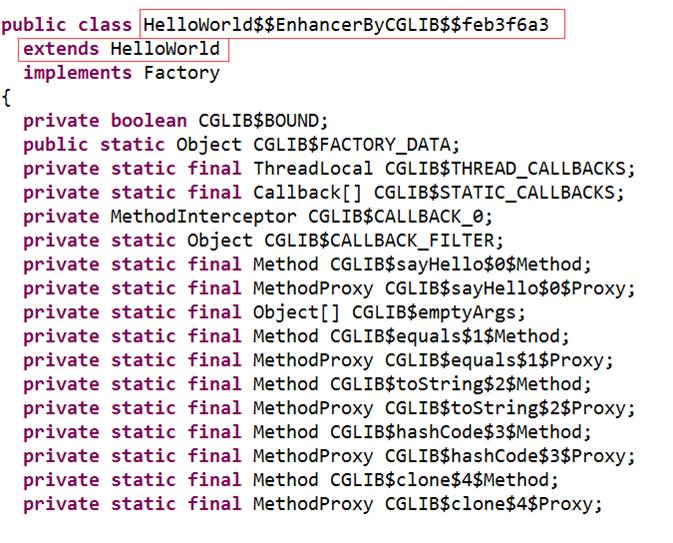 public class HelloWorld$$EnhancerByCGLIB$$feb3f6a3
extends HelloWorld
implements Factory
{
private boolean CGLIB$BOUND;
public static Object CGLIB$FACTORY_DATA;
private static final ThreadLocal CGLIB$THREAD_CALLBACKS;
private static final Callback[] CGLIB$STATIC_CALLBACKS;
private MethodInterceptor CGLIB$CALLBACK_0;
private static Object CGLIB$CALLBACK_FILTER;
private static final Method CGLIB$sayHello$0$Method;
private static final MethodProxy CGLIB$sayHello$0$Proxy;
private static final Object[] CGLIB$emptyArgs;
private static final Method CGLIB$equals$1$Method;
private static final MethodProxy CGLIB$equals$1$Proxy;
private static final Method CGLIB$toString$2$Method;
private static final MethodProxy CGLIB$toString$2$Proxy;
private static final Method CGLIB$hashCode$3$Method;
private static final MethodProxy CGLIB$hashCode$3$Proxy;
private static final Method CGLIB$clone$4$Method;
private static final MethodProxy CGLIB$clone$4$Proxy;